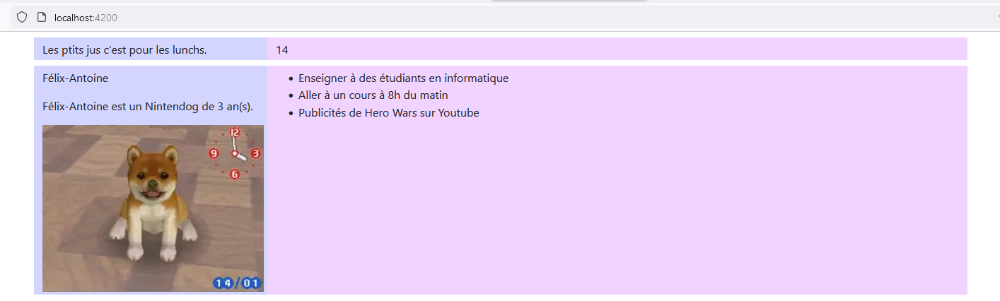 localhost:4200
Les ptits jus c'est pour les lunchs.
14
Félix-Antoine
Félix-Antoine est un Nintendog de 3 an(s).
12
9
3
6
14/01
Enseigner à des étudiants en informatique
Aller à un cours à 8h du matin
Publicités de Hero Wars sur Youtube